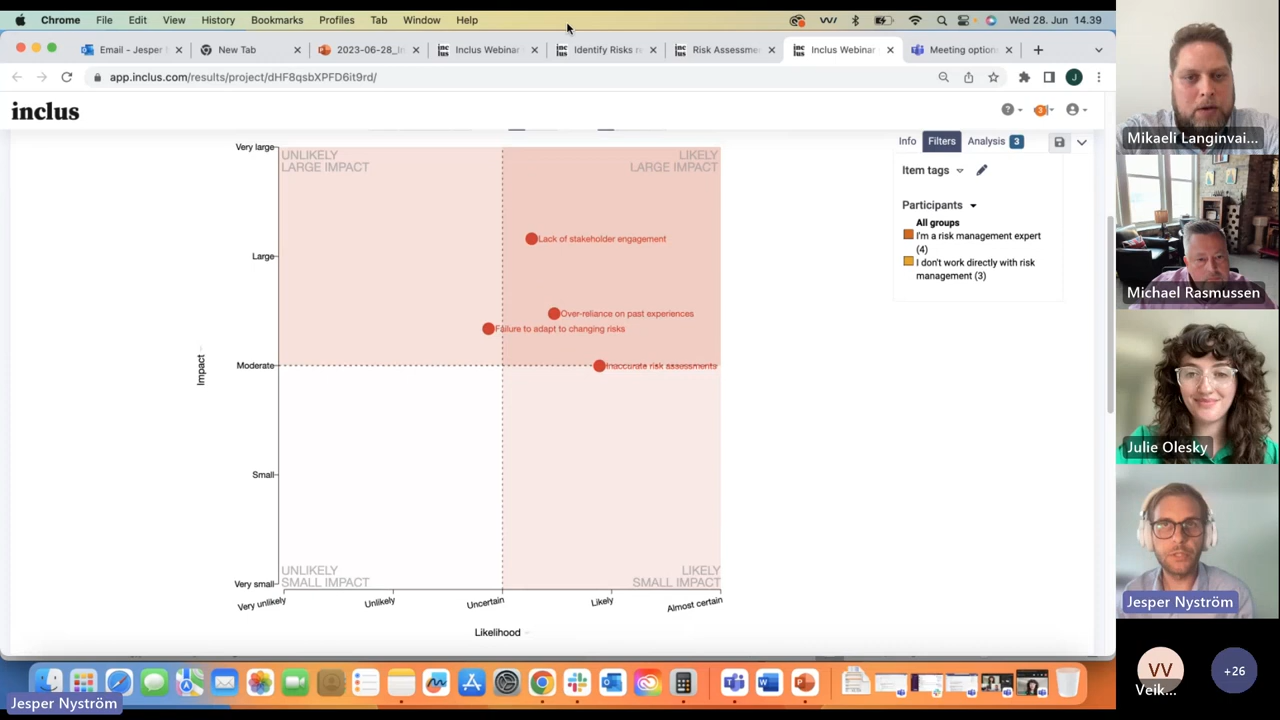 Chrome File Edit View History Bookmarks Profiles Tab Window Help Wed 28. Jun 14.39
Email - Jesper New Tab 2023-06-28_I Inclus Webinar Identify Risks r Risk Assessme Inclus Webinar Meeting option
app.inclus.com/results/project/dHF8qsbXPFD6it9rd/
inclus
Info Filters Analysis 3
Item tags
Participants
All groups
I'm a risk management expert
(4)
I don't work directly with risk
management (3)
Very large
Large
Moderate
Small
Very small
Impact
UNLIKELY
LARGE IMPACT
LIKELY
LARGE IMPACT
Lack of stakeholder engagement
Over-reliance on past experiences
Failure to adapt to changing risks
Inaccurate risk assessments
UNLIKELY
SMALL IMPACT
LIKELY
SMALL IMPACT
Very unlikely Unlikely Uncertain Likely Almost certain
Likelihood
Mikaeli Langinvai...
Michael Rasmussen
Julie Olesky
Jesper Nyström
VV
Veik...
+26
Jesper Nyström